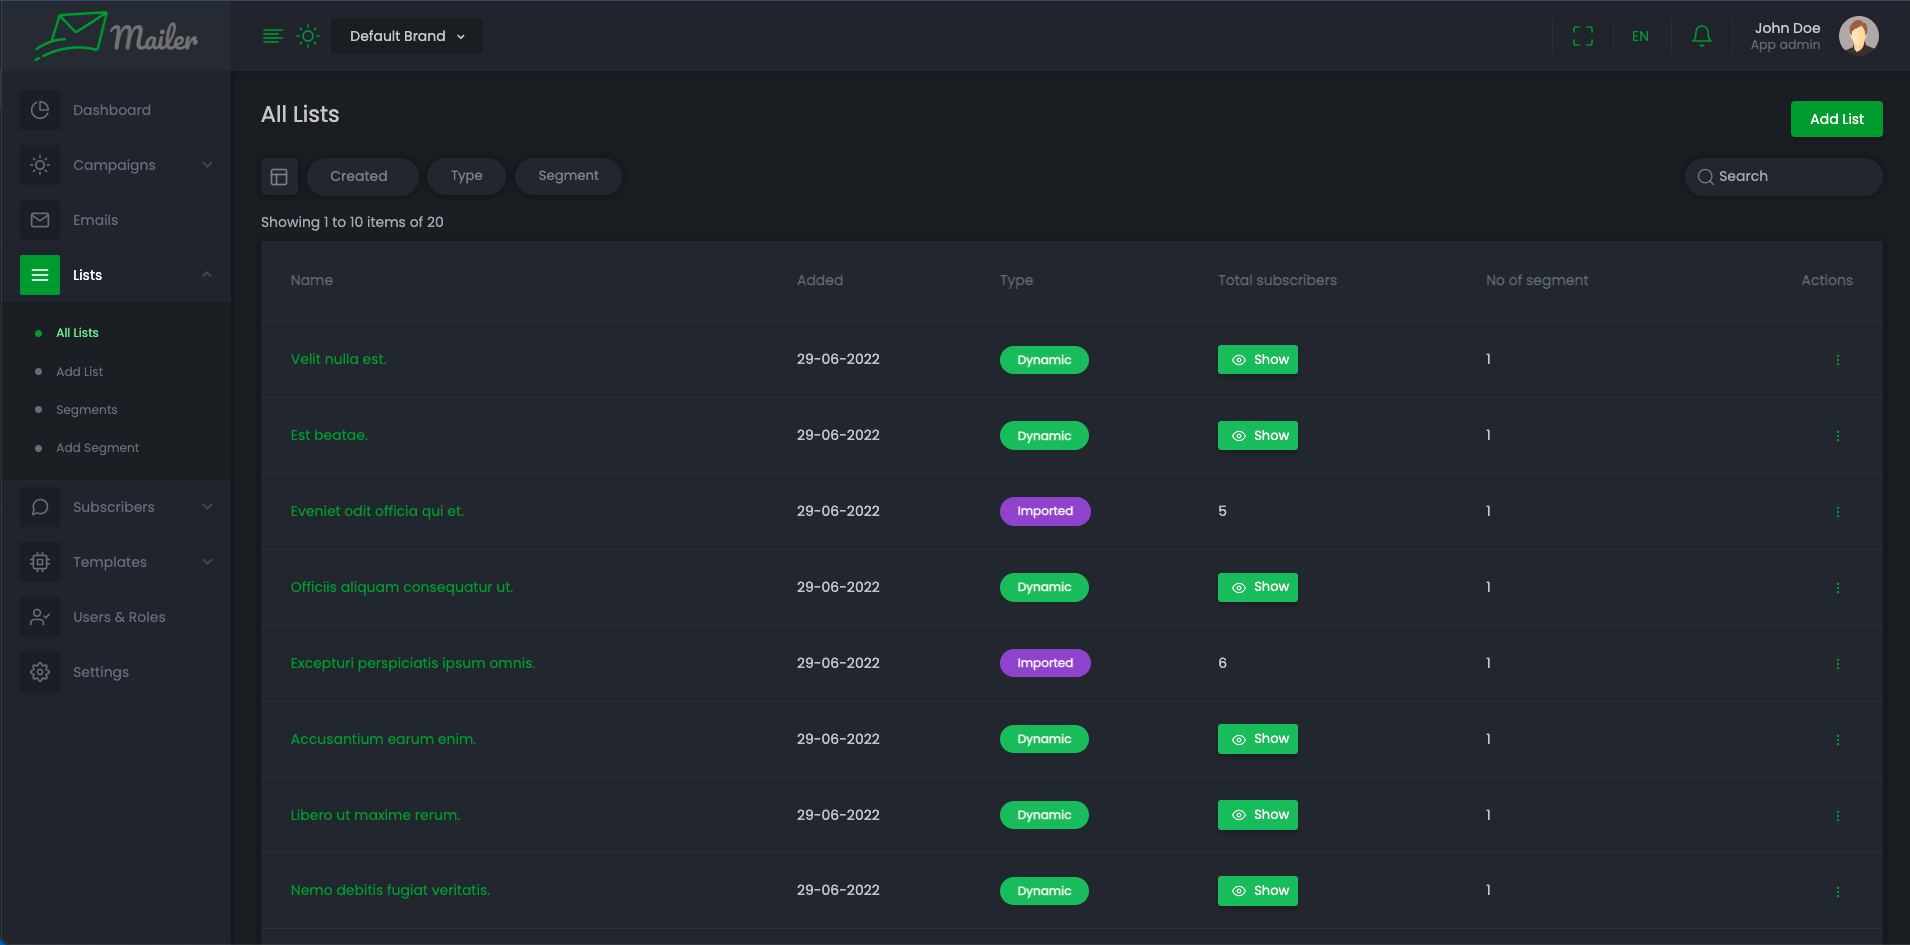 Mailer
Default Brand
EN
John Doe
App admin
Dashboard
Campaigns
Emails
Lists
All Lists
Add List
Segments
Add Segment
Subscribers
Templates
Users & Roles
Settings
All Lists
Add List
Created Type Segment
Search
Showing 1 to 10 items of 20
Name Added Type Total subscribers No of segment Actions
Velit nulla est. 29-06-2022 Dynamic Show 1
Est beatae. 29-06-2022 Dynamic Show 1
Eveniet odit officia qui et. 29-06-2022 Imported 5 1
Officiis aliquam consequatur ut. 29-06-2022 Dynamic Show 1
Excepturi perspiciatis ipsum omnis. 29-06-2022 Imported 6 1
Accusantium earum enim. 29-06-2022 Dynamic Show 1
Libero ut maxime rerum. 29-06-2022 Dynamic Show 1
Nemo debitis fugiat veritatis. 29-06-2022 Dynamic Show 1